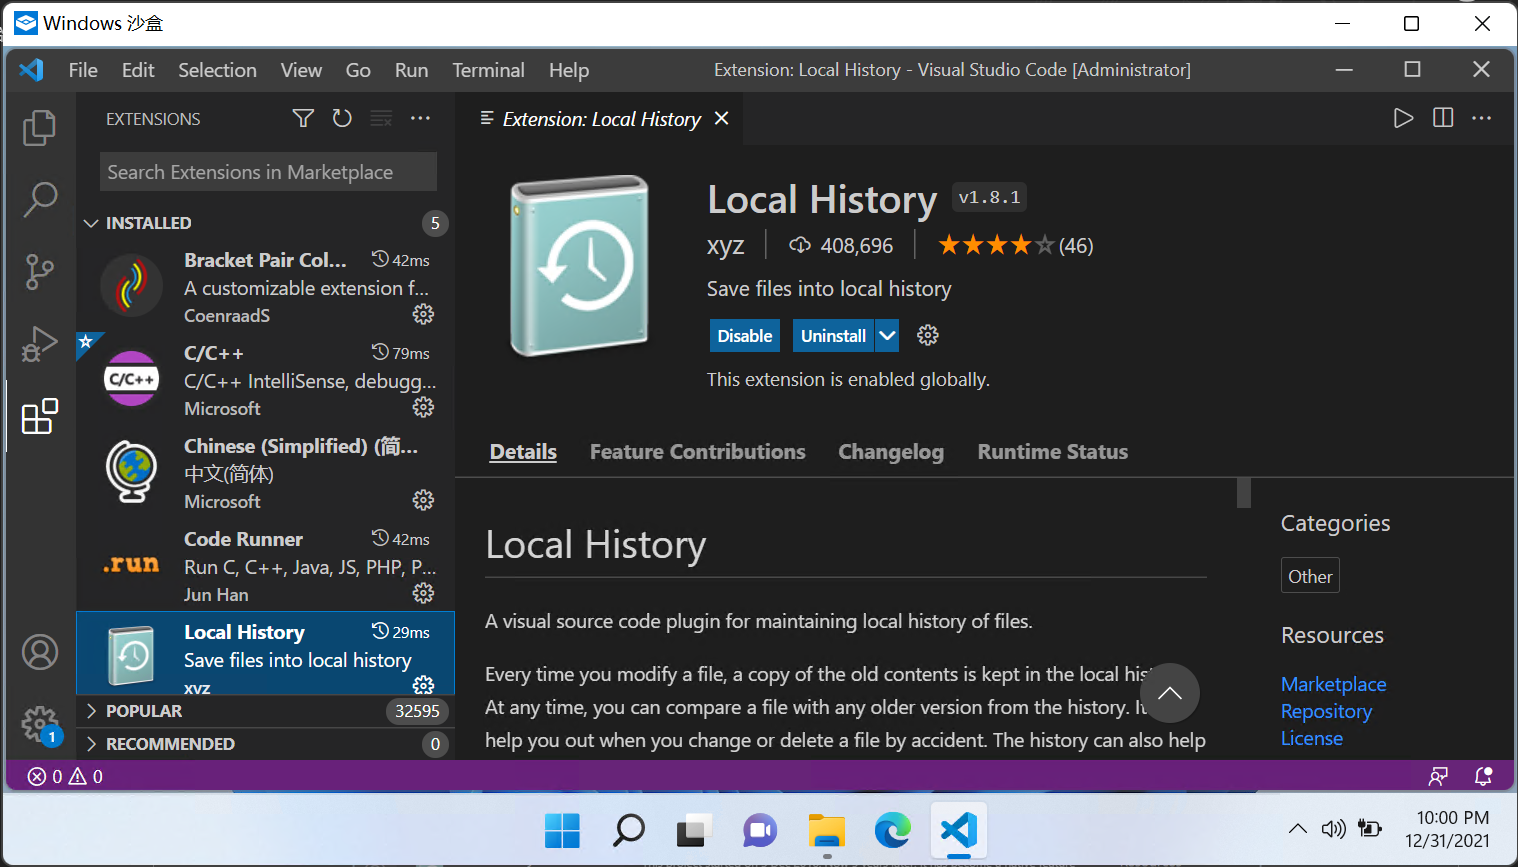 Windows 沙盒
File Edit Selection View Go Run Terminal Help
Extension: Local History - Visual Studio Code [Administrator]
EXTENSIONS
Search Extensions in Marketplace
INSTALLED 5
Bracket Pair Col... 42ms
A customizable extension f...
CoenraadS
C/C++ 79ms
C/C++
C/C++ IntelliSense, debugg...
Microsoft
Chinese (Simplified) (简...
中文(简体)
Microsoft
Code Runner 42ms
.run
Run C, C++, Java, JS, PHP, P...
Jun Han
Local History 29ms
Save files into local history
xyz
POPULAR 32595
RECOMMENDED 0
1
Extension: Local History
Local History v1.8.1
xyz 408,696 (46)
Save files into local history
Disable Uninstall
This extension is enabled globally.
Details Feature Contributions Changelog Runtime Status
Local History
A visual source code plugin for maintaining local history of files.
Every time you modify a file, a copy of the old contents is kept in the local his
At any time, you can compare a file with any older version from the history. It
help you out when you change or delete a file by accident. The history can also help
Categories
Other
Resources
Marketplace
Repository
License
0 0
10:00 PM
12/31/2021